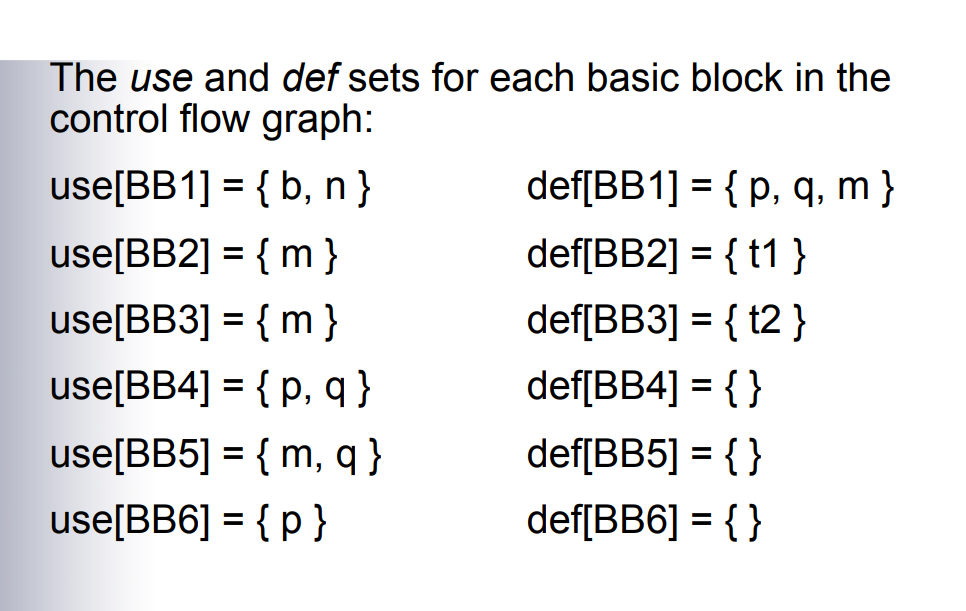 The use and def sets for each basic block in the
control flow graph:
use[BB1] = { b, n } def[BB1] = { p, q, m }
use[BB2] = { m } def[BB2] = { t1 }
use[BB3] = { m } def[BB3] = { t2 }
use[BB4] = { p, q } def[BB4] = { }
use[BB5] = { m, q } def[BB5] = { }
use[BB6] = { p } def[BB6] = { }